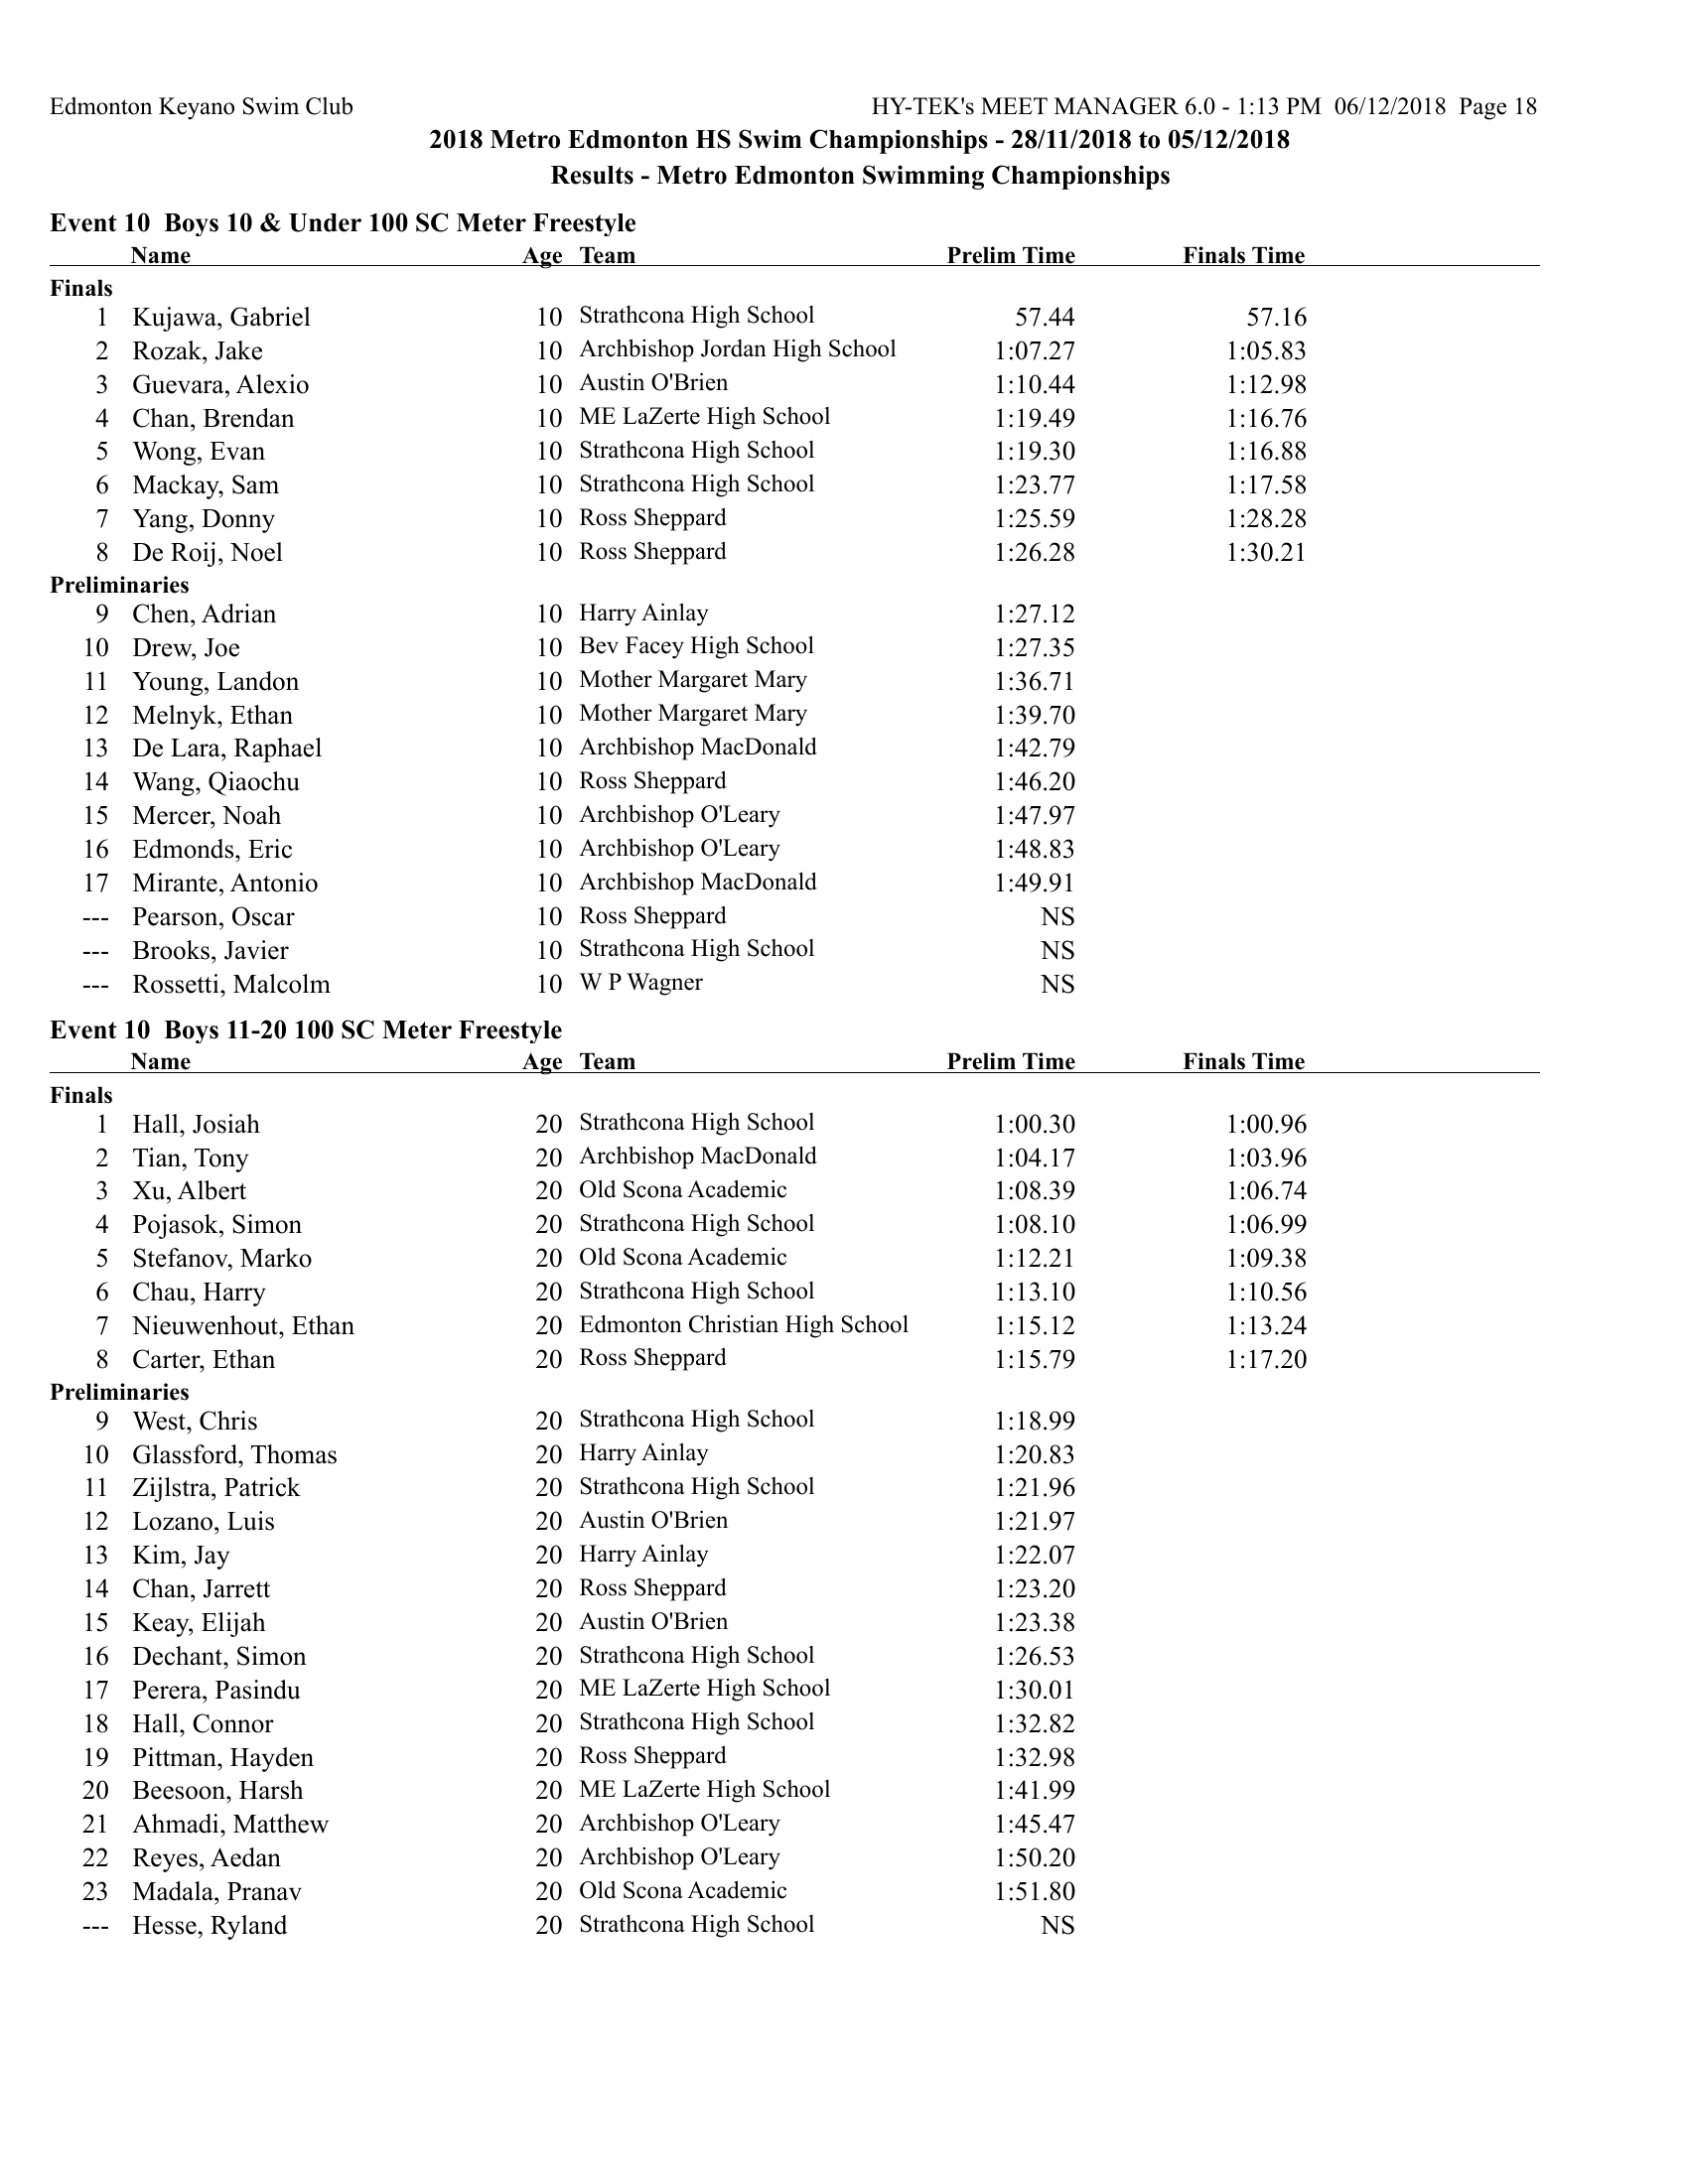 Edmonton Keyano Swim Club HY-TEK's MEET MANAGER 6.0 - 1:13 PM 06/12/2018 Page 18
2018 Metro Edmonton HS Swim Championships - 28/11/2018 to 05/12/2018
Results - Metro Edmonton Swimming Championships
Event 10 Boys 10 & Under 100 SC Meter Freestyle
Name Age Team Prelim Time Finals Time
Finals
1 Kujawa, Gabriel 10 Strathcona High School 57.44 57.16
2 Rozak, Jake 10 Archbishop Jordan High School 1:07.27 1:05.83
3 Guevara, Alexio 10 Austin O'Brien 1:10.44 1:12.98
4 Chan, Brendan 10 ME LaZerte High School 1:19.49 1:16.76
5 Wong, Evan 10 Strathcona High School 1:19.30 1:16.88
6 Mackay, Sam 10 Strathcona High School 1:23.77 1:17.58
7 Yang, Donny 10 Ross Sheppard 1:25.59 1:28.28
8 De Roij, Noel 10 Ross Sheppard 1:26.28 1:30.21
Preliminaries
9 Chen, Adrian 10 Harry Ainlay 1:27.12
10 Drew, Joe 10 Bev Facey High School 1:27.35
11 Young, Landon 10 Mother Margaret Mary 1:36.71
12 Melnyk, Ethan 10 Mother Margaret Mary 1:39.70
13 De Lara, Raphael 10 Archbishop MacDonald 1:42.79
14 Wang, Qiaochu 10 Ross Sheppard 1:46.20
15 Mercer, Noah 10 Archbishop O'Leary 1:47.97
16 Edmonds, Eric 10 Archbishop O'Leary 1:48.83
17 Mirante, Antonio 10 Archbishop MacDonald 1:49.91
--- Pearson, Oscar 10 Ross Sheppard NS
--- Brooks, Javier 10 Strathcona High School NS
--- Rossetti, Malcolm 10 W P Wagner NS
Event 10 Boys 11-20 100 SC Meter Freestyle
Name Age Team Prelim Time Finals Time
Finals
1 Hall, Josiah 20 Strathcona High School 1:00.30 1:00.96
2 Tian, Tony 20 Archbishop MacDonald 1:04.17 1:03.96
3 Xu, Albert 20 Old Scona Academic 1:08.39 1:06.74
4 Pojasok, Simon 20 Strathcona High School 1:08.10 1:06.99
5 Stefanov, Marko 20 Old Scona Academic 1:12.21 1:09.38
6 Chau, Harry 20 Strathcona High School 1:13.10 1:10.56
7 Nieuwenhout, Ethan 20 Edmonton Christian High School 1:15.12 1:13.24
8 Carter, Ethan 20 Ross Sheppard 1:15.79 1:17.20
Preliminaries
9 West, Chris 20 Strathcona High School 1:18.99
10 Glassford, Thomas 20 Harry Ainlay 1:20.83
11 Zijlstra, Patrick 20 Strathcona High School 1:21.96
12 Lozano, Luis 20 Austin O'Brien 1:21.97
13 Kim, Jay 20 Harry Ainlay 1:22.07
14 Chan, Jarrett 20 Ross Sheppard 1:23.20
15 Keay, Elijah 20 Austin O'Brien 1:23.38
16 Dechant, Simon 20 Strathcona High School 1:26.53
17 Perera, Pasindu 20 ME LaZerte High School 1:30.01
18 Hall, Connor 20 Strathcona High School 1:32.82
19 Pittman, Hayden 20 Ross Sheppard 1:32.98
20 Beesoon, Harsh 20 ME LaZerte High School 1:41.99
21 Ahmadi, Matthew 20 Archbishop O'Leary 1:45.47
22 Reyes, Aedan 20 Archbishop O'Leary 1:50.20
23 Madala, Pranav 20 Old Scona Academic 1:51.80
--- Hesse, Ryland 20 Strathcona High School NS